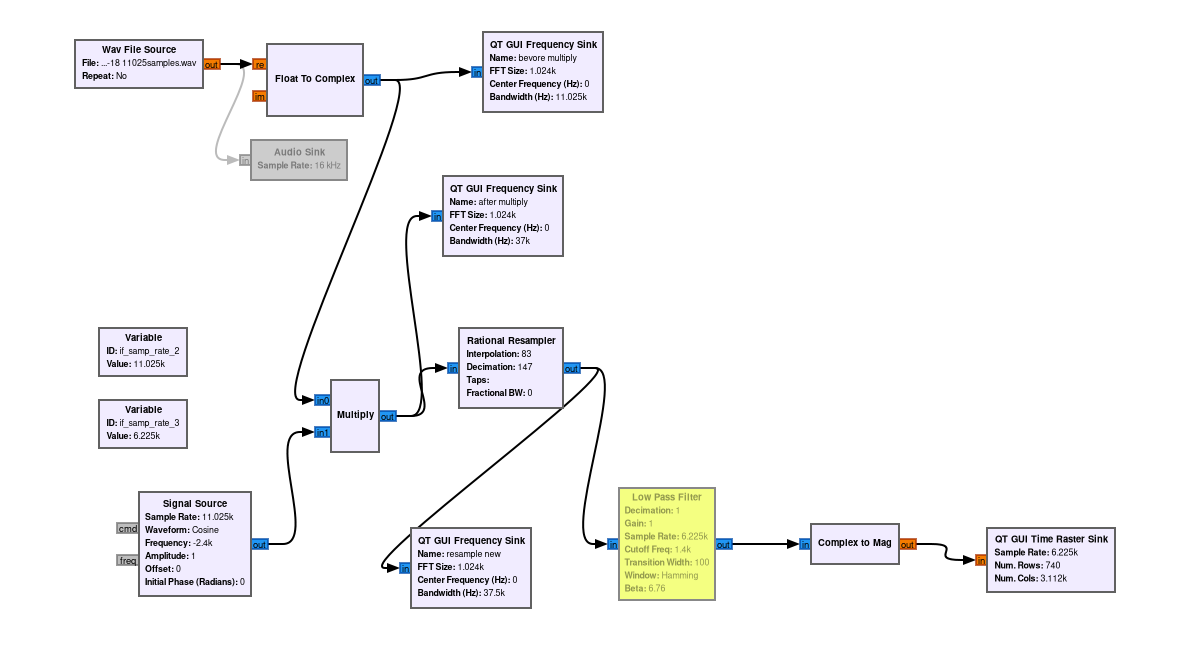 Wav File Source
File: ...-18 11025samples.wav
Repeat: No
out
re
im
Float To Complex
out
in
QT GUI Frequency Sink
Name: bevore multiply
FFT Size: 1.024k
Center Frequency (Hz): 0
Bandwidth (Hz): 11.025k
in
Audio Sink
Sample Rate: 16 kHz
in
QT GUI Frequency Sink
Name: after multiply
FFT Size: 1.024k
Center Frequency (Hz): 0
Bandwidth (Hz): 37k
Variable
ID: if_samp_rate_2
Value: 11.025k
Variable
ID: if_samp_rate_3
Value: 6.225k
in0
in1
Multiply
out
in
Rational Resampler
Interpolation: 83
Decimation: 147
Taps:
Fractional BW: 0
out
cmd
freq
Signal Source
Sample Rate: 11.025k
Waveform: Cosine
Frequency: -2.4k
Amplitude: 1
Offset: 0
Initial Phase (Radians): 0
out
in
QT GUI Frequency Sink
Name: resample new
FFT Size: 1.024k
Center Frequency (Hz): 0
Bandwidth (Hz): 37.5k
in
Low Pass Filter
Decimation: 1
Gain: 1
Sample Rate: 6.225k
Cutoff Freq: 1.4k
Transition Width: 100
Window: Hamming
Beta: 6.76
out
in
Complex to Mag
out
in
QT GUI Time Raster Sink
Sample Rate: 6.225k
Num. Rows: 740
Num. Cols: 3.112k